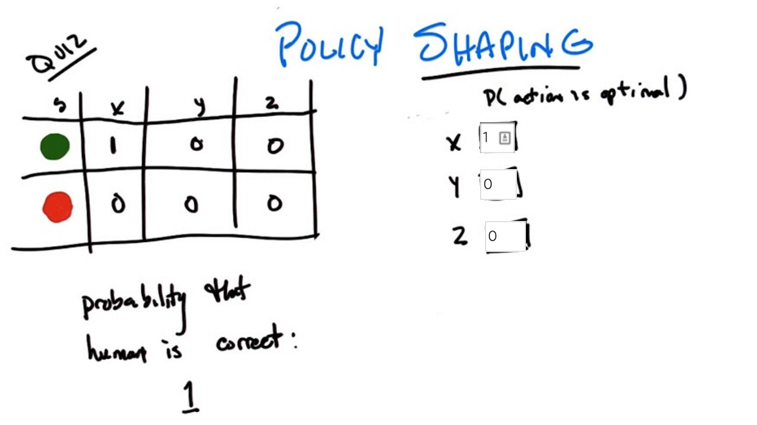 POLICY SHAPING
QUIZ
s x y z
1 0 0
0 0 0
P(action is optimal)
x 1
y 0
z 0
probability that
human is correct:
1